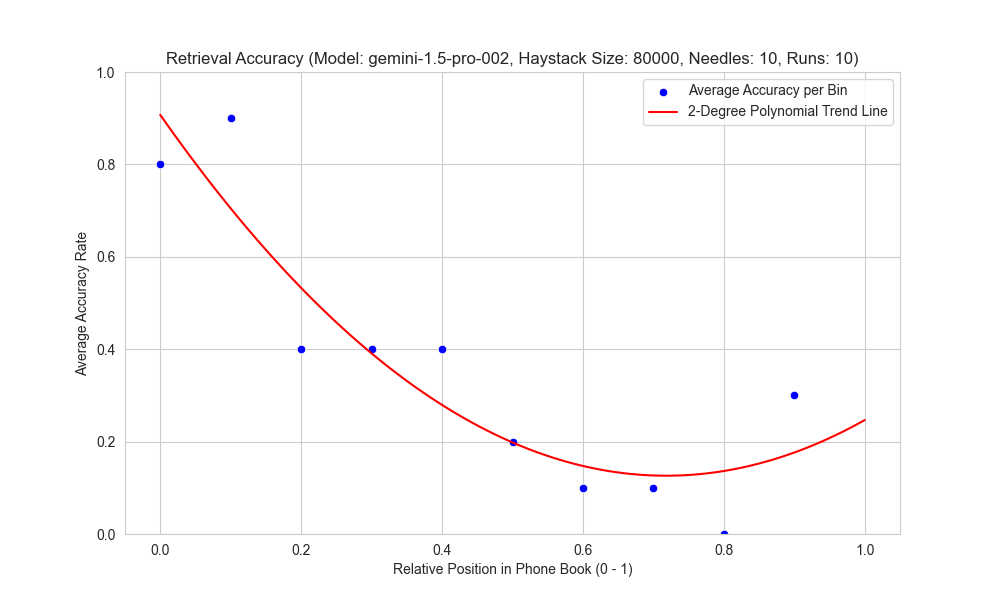 Retrieval Accuracy (Model: gemini-1.5-pro-002, Haystack Size: 80000, Needles: 10, Runs: 10)
Average Accuracy per Bin
2-Degree Polynomial Trend Line
1.0
0.8
0.6
0.4
0.2
0.0
Average Accuracy Rate
0.0 0.2 0.4 0.6 0.8 1.0
Relative Position in Phone Book (0 - 1)